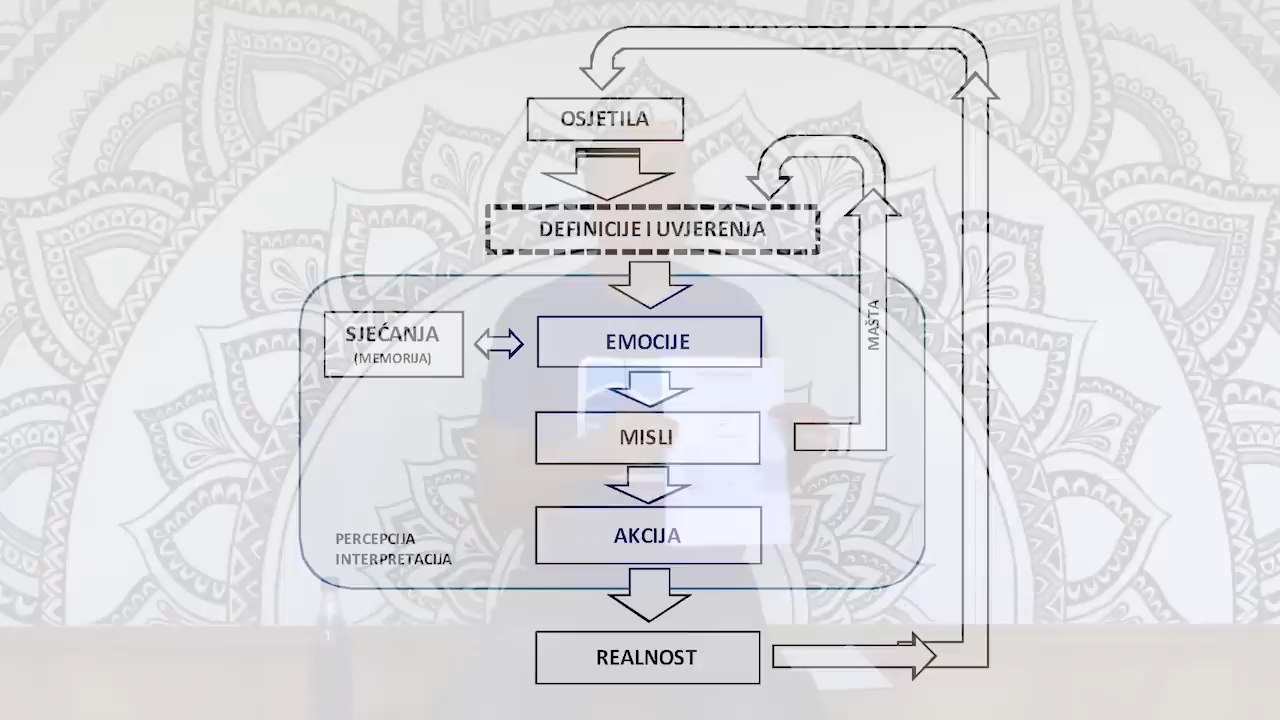 OSJETILA
DEFINICIJE I UVJERENJA
SJEĆANJA
(MEMORIJA)
EMOCIJE
MAŠTA
MISLI
AKCIJA
PERCEPCIJA
INTERPRETACIJA
REALNOST